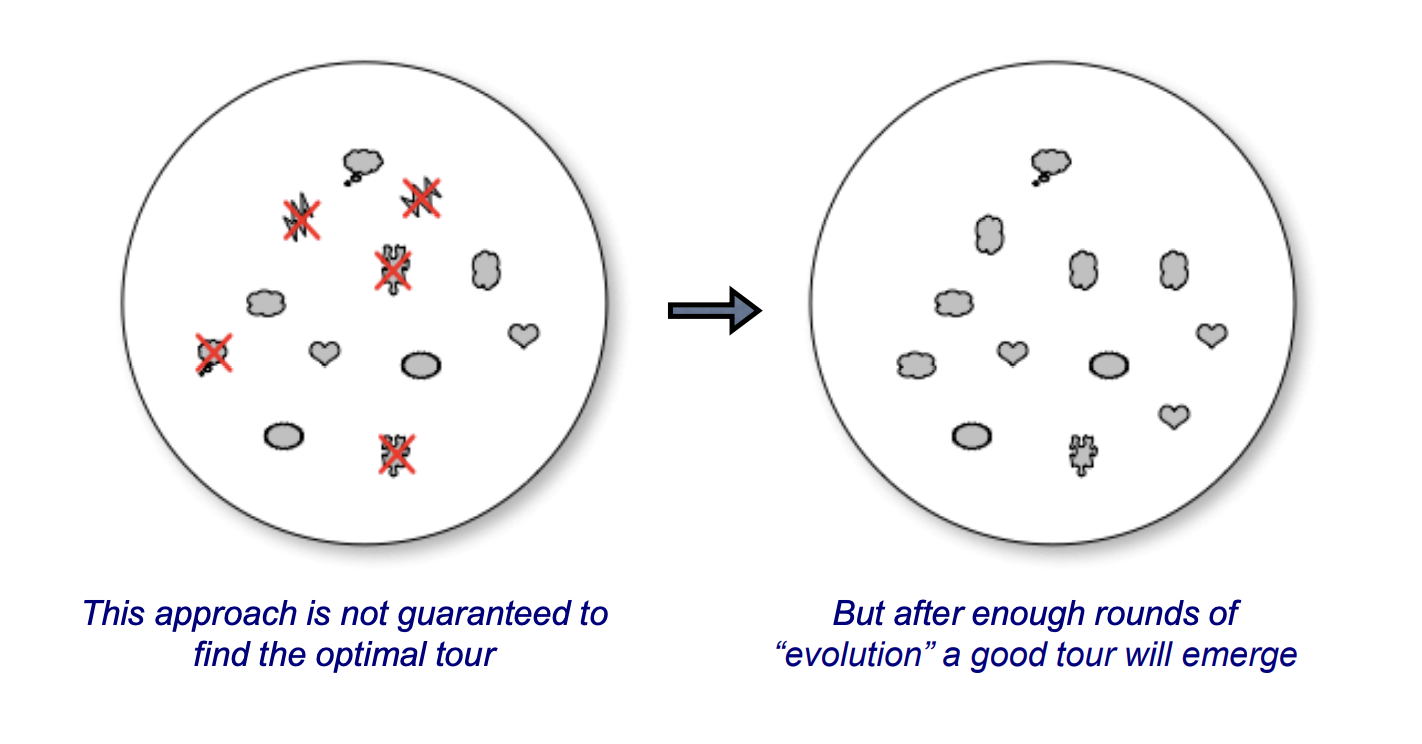 This approach is not guaranteed to
find the optimal tour
But after enough rounds of
“evolution” a good tour will emerge